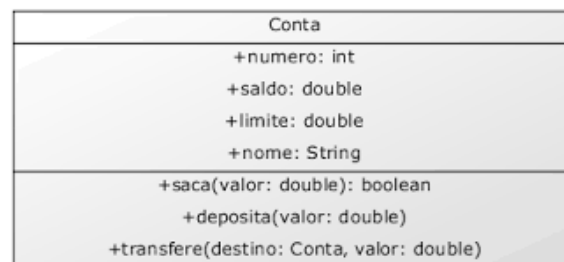 Conta
+numero: int
+saldo: double
+limite: double
+nome: String
+saca(valor: double): boolean
+deposita(valor: double)
+transfere(destino: Conta, valor: double)